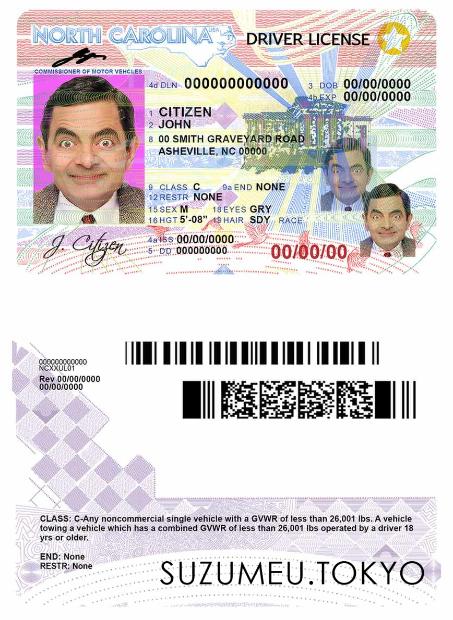 NORTH CAROLINA USA NC
DRIVER LICENSE
COMMISSIONER OF MOTOR VEHICLES
4d DLN 000000000000
3 DOB 00/00/0000
4b EXP 00/00/0000
1 CITIZEN
2 JOHN
8 00 SMITH GRAVEYARD ROAD
ASHEVILLE, NC 00000
9 CLASS C 9a END NONE
12 RESTR NONE
15 SEX M 18 EYES GRY
16 HGT 5'-08" 19 HAIR SDY RACE
J. Citizen
4a ISS 00/00/0000
5 DD 0000000000
00/00/00
000000000000
NCXXUL01
Rev 00/00/0000
00/00/0000
CLASS: C-Any noncommercial single vehicle with a GVWR of less than 26,001 lbs. A vehicle
towing a vehicle which has a combined GVWR of less than 26,001 lbs operated by a driver 18
yrs or older.
END: None
RESTR: None
SUZUMEU.TOKYO